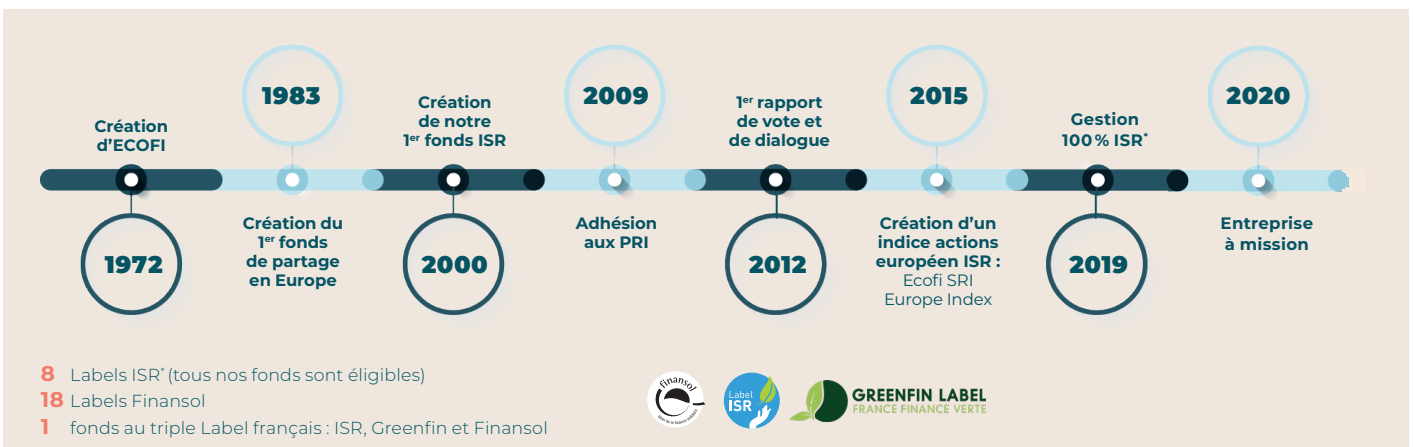 1972
Création
d’ECOFI
1983
Création du
1er fonds
de partage
en Europe
2000
Création
de notre
1er fonds ISR
2009
Adhésion
aux PRI
2012
1er rapport
de vote et
de dialogue
2015
Création d’un
indice actions
européen ISR :
Ecofi SRI
Europe Index
2019
Gestion
100 % ISR*
2020
Entreprise
à mission
8 Labels ISR* (tous nos fonds sont éligibles)
18 Labels Finansol
1 fonds au triple Label français : ISR, Greenfin et Finansol
finansol
Label
ISR
GREENFIN LABEL
FRANCE FINANCE VERTE